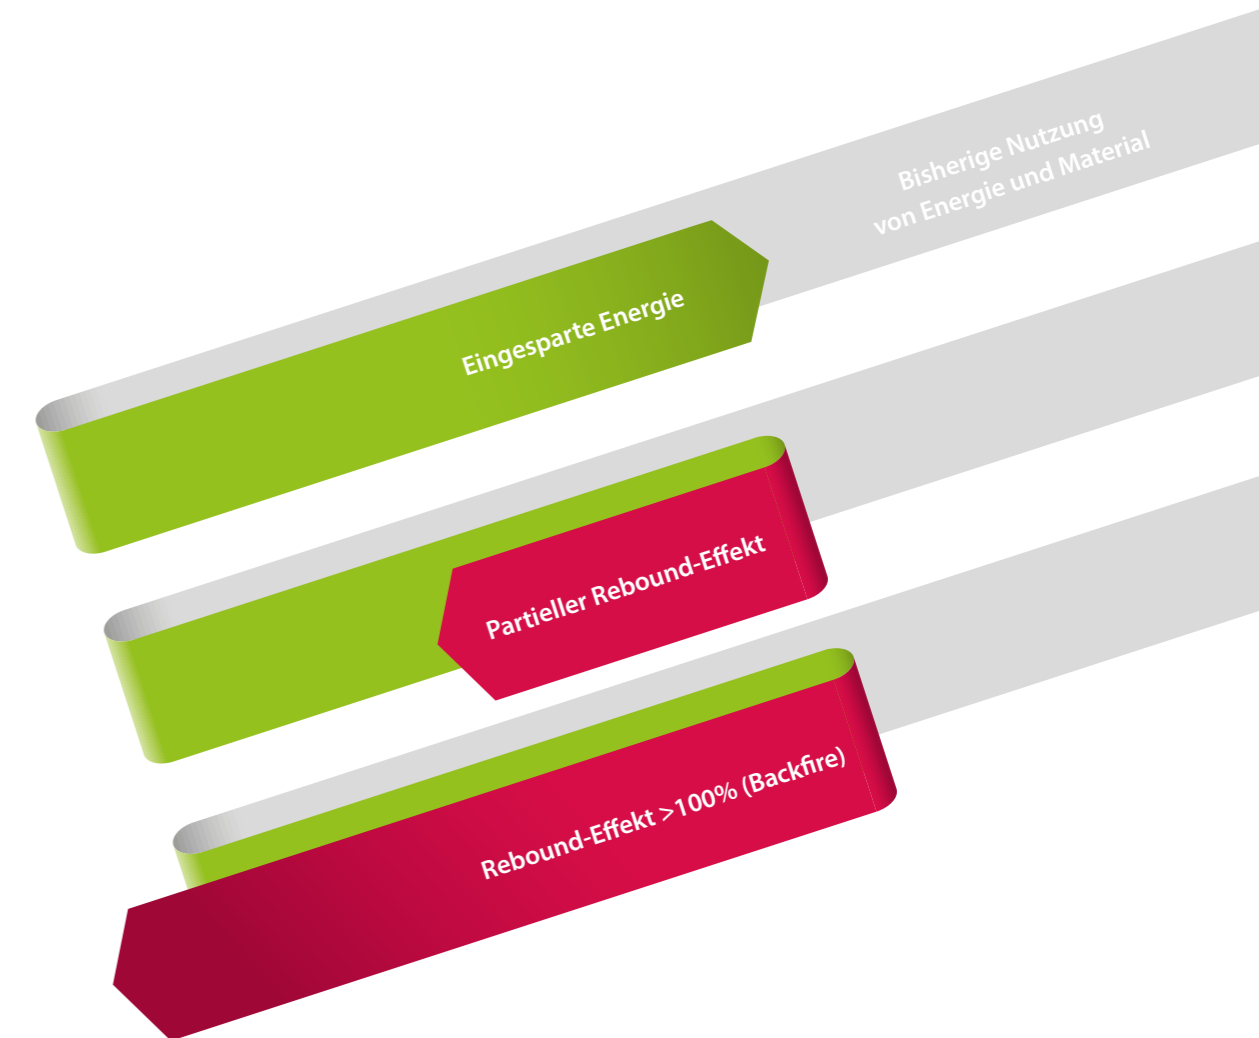 Bisherige Nutzung
von Energie und Material
Eingesparte Energie
Partieller Rebound-Effekt
Rebound-Effekt >100% (Backfire)